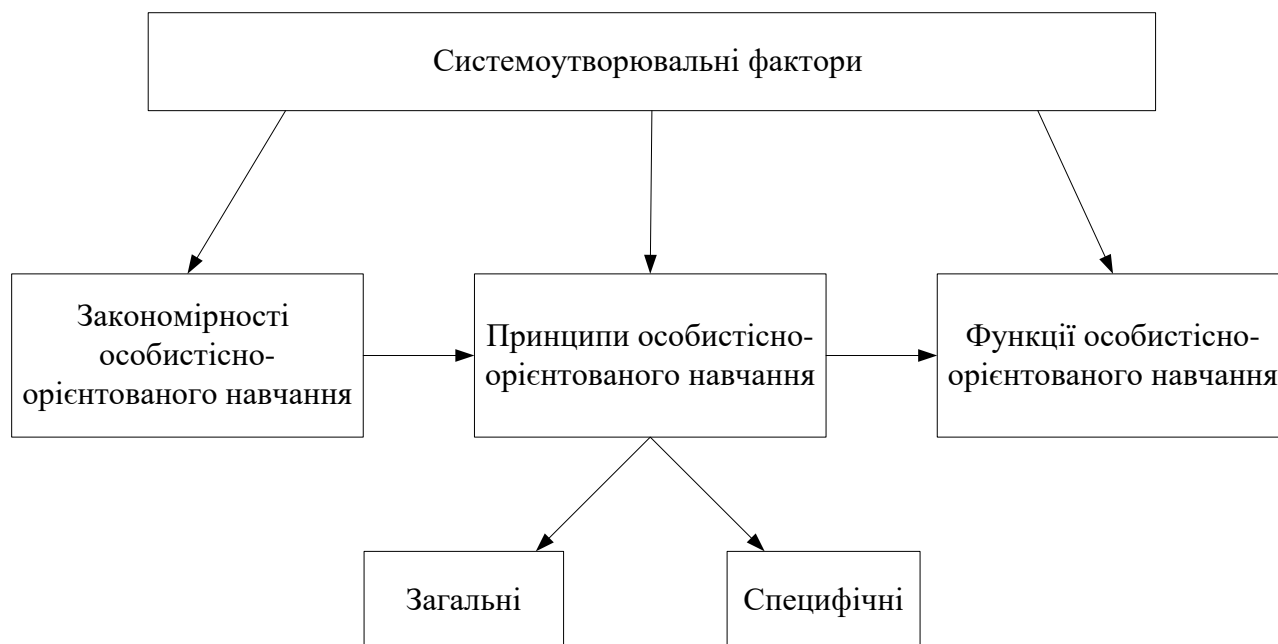 Системоутворювальні фактори
Закономірності
особистісно-
орієнтованого навчання
Принципи особистісно-
орієнтованого навчання
Функції особистісно-
орієнтованого навчання
Загальні
Специфічні